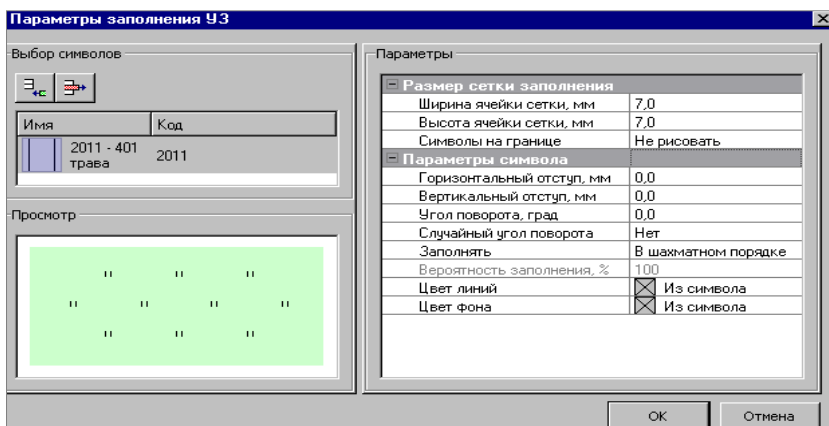 Параметры заполнения УЗ
Выбор символов
Имя Код
2011 - 401 трава 2011
Просмотр
Параметры
Размер сетки заполнения
Ширина ячейки сетки, мм 7,0
Высота ячейки сетки, мм 7,0
Символы на границе Не рисовать
Параметры символа
Горизонтальный отступ, мм 0,0
Вертикальный отступ, мм 0,0
Угол поворота, град 0,0
Случайный угол поворота Нет
Заполнять В шахматном порядке
Вероятность заполнения, % 100
Цвет линий Из символа
Цвет фона Из символа
ОК Отмена